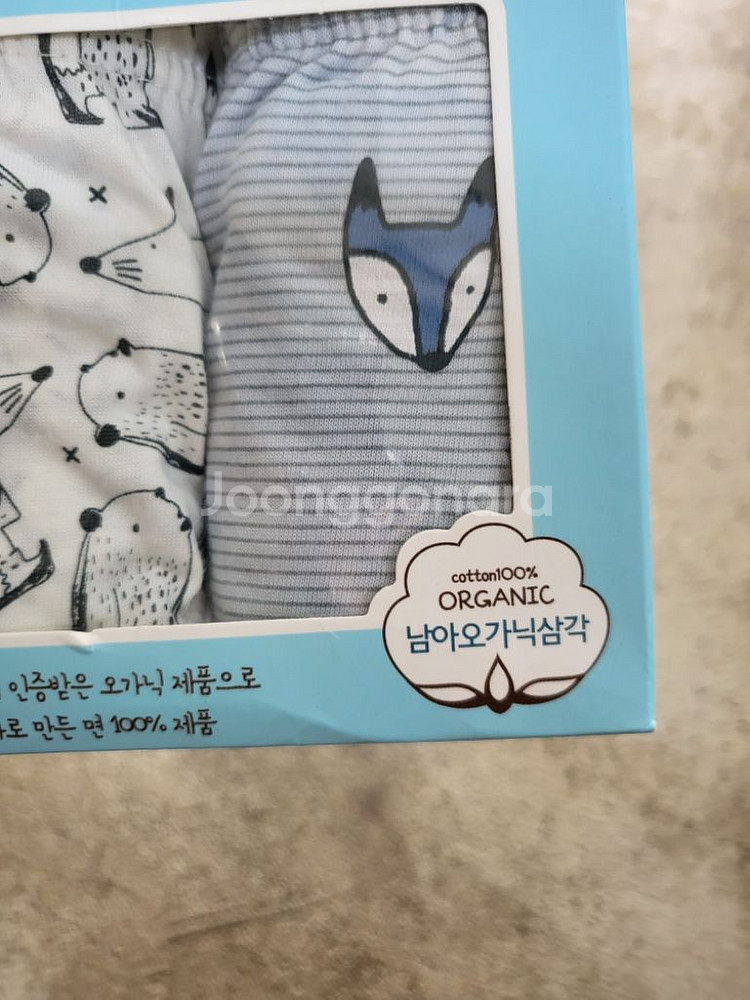 Joonggonara
cotton100%
ORGANIC
남아오가닉삼각
인증받은 오가닉 제품으로
만든 면 100% 제품